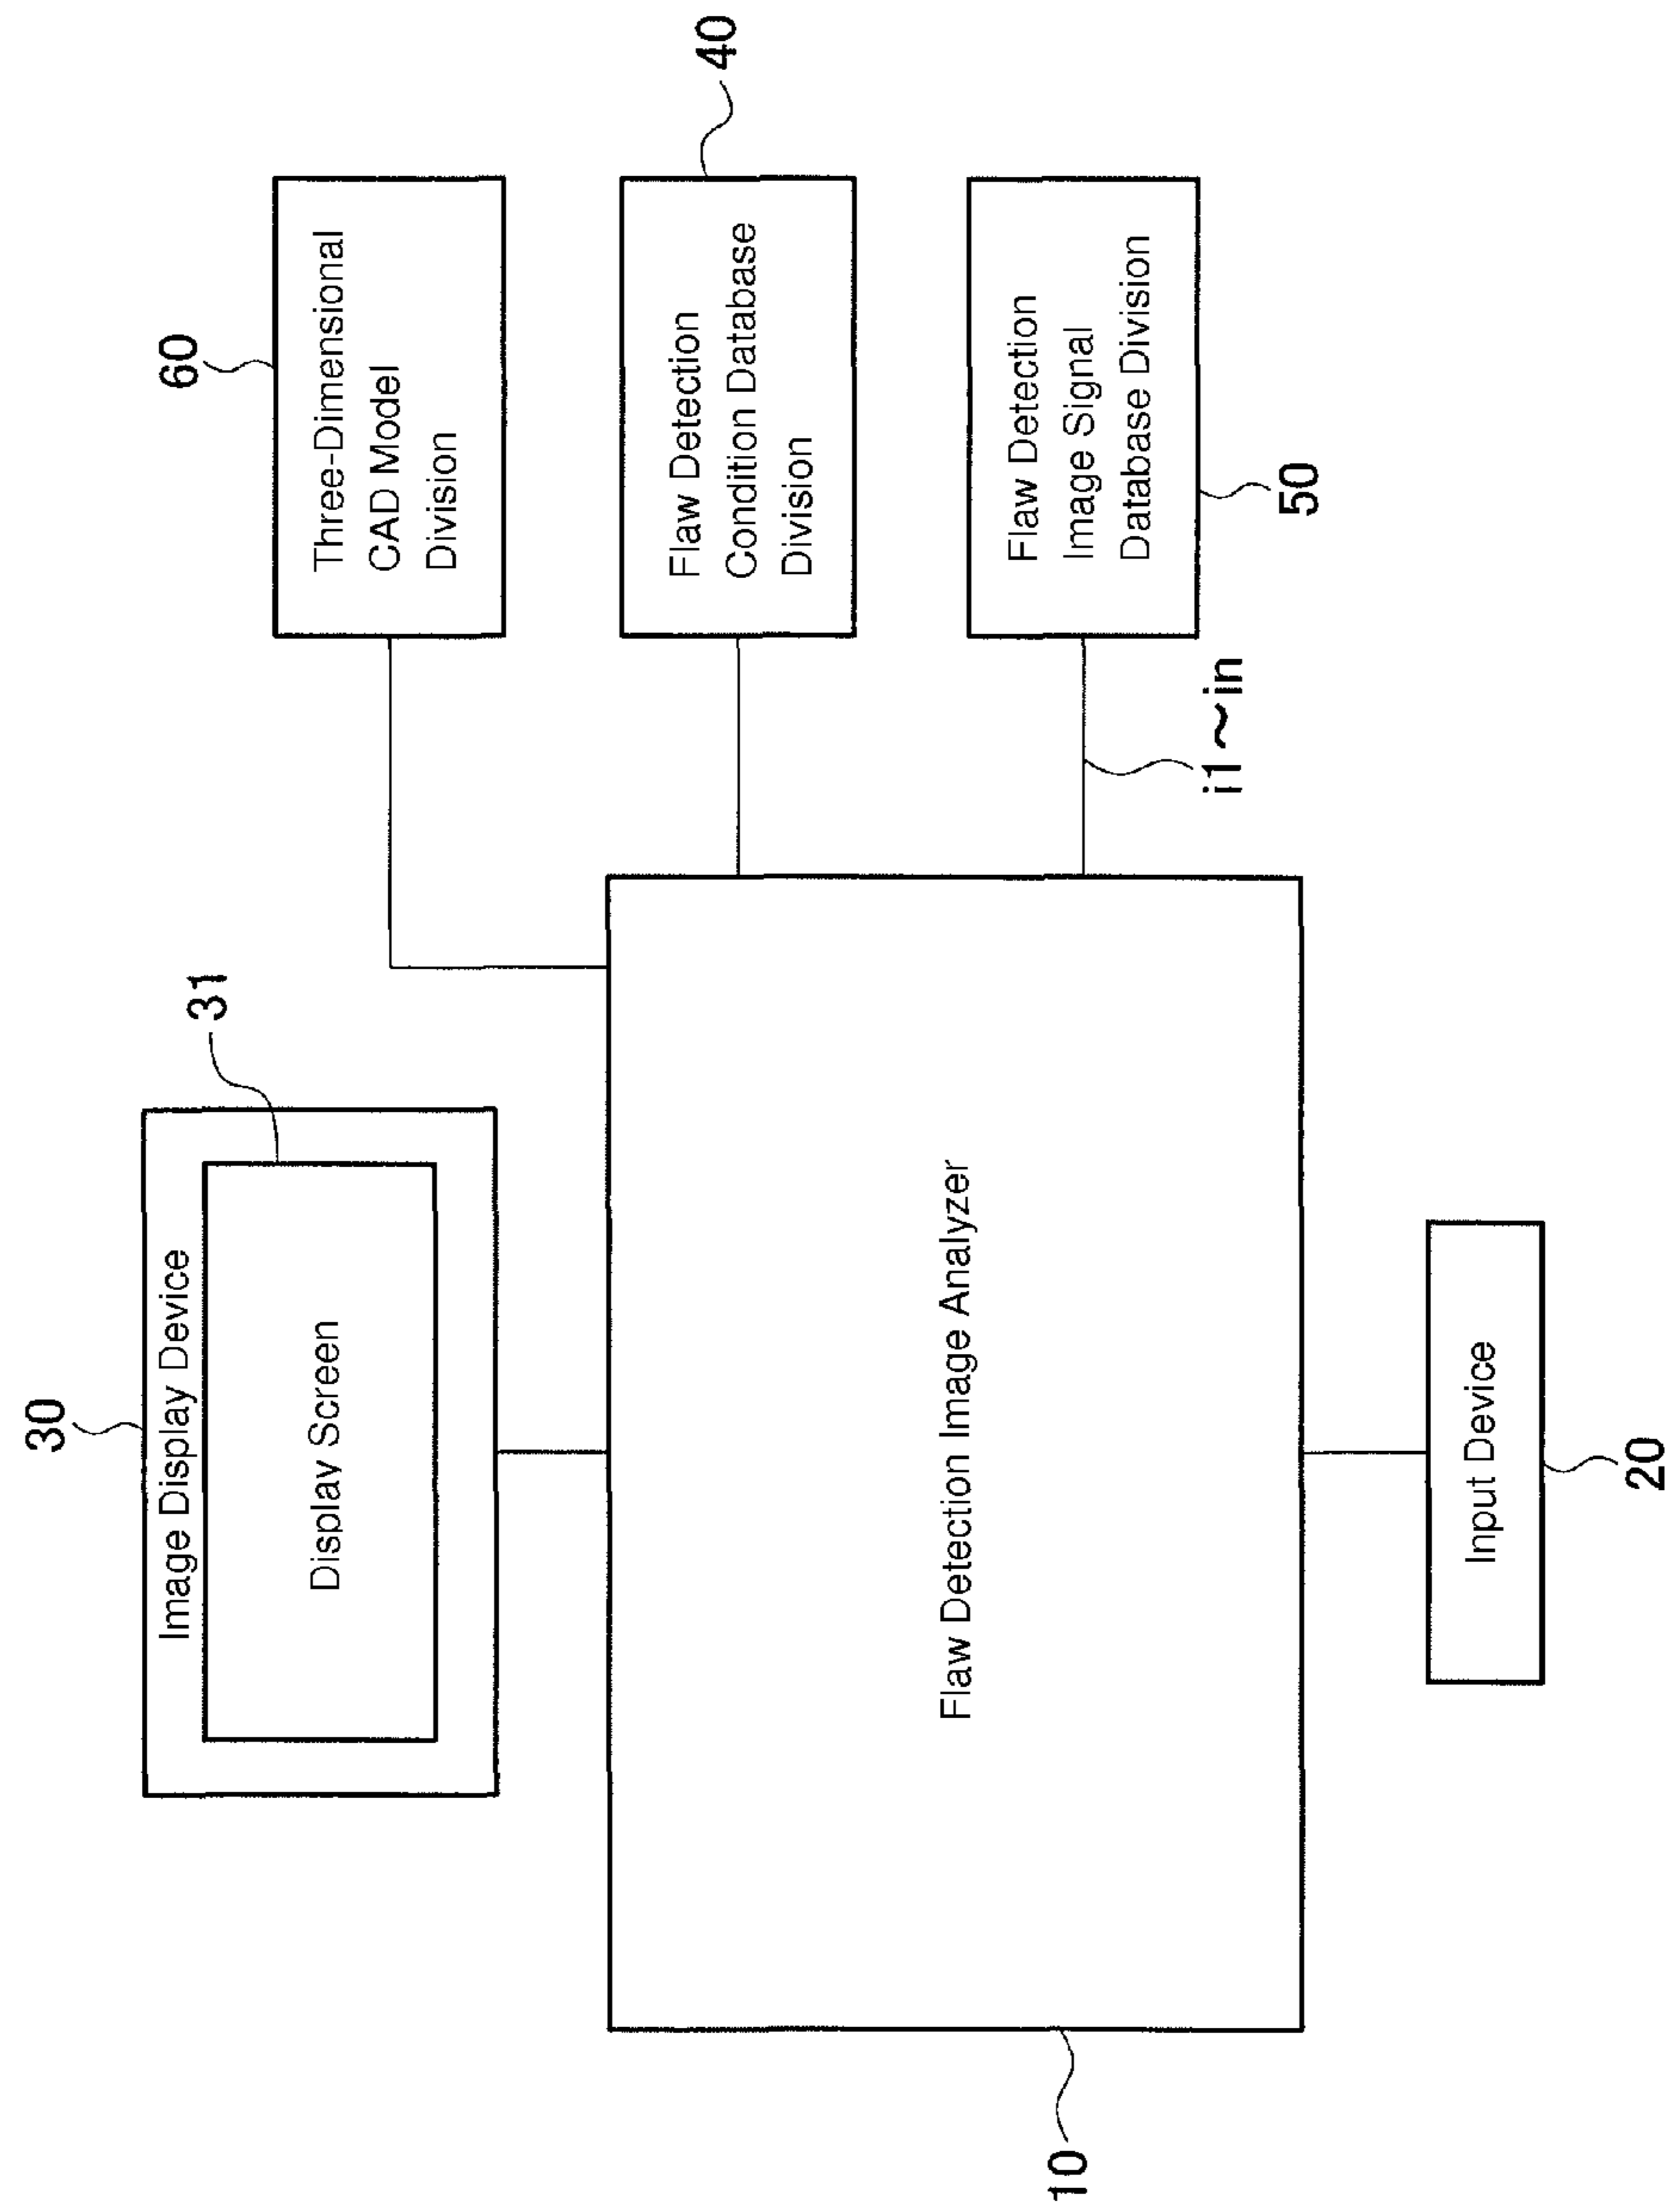 30
Image Display Device
31
Display Screen
60
Three-Dimensional
CAD Model
Division
40
Flaw Detection
Condition Database
Division
Flaw Detection
Image Signal
Database Division
50
i1〜in
Flaw Detection Image Analyzer
10
Input Device
20